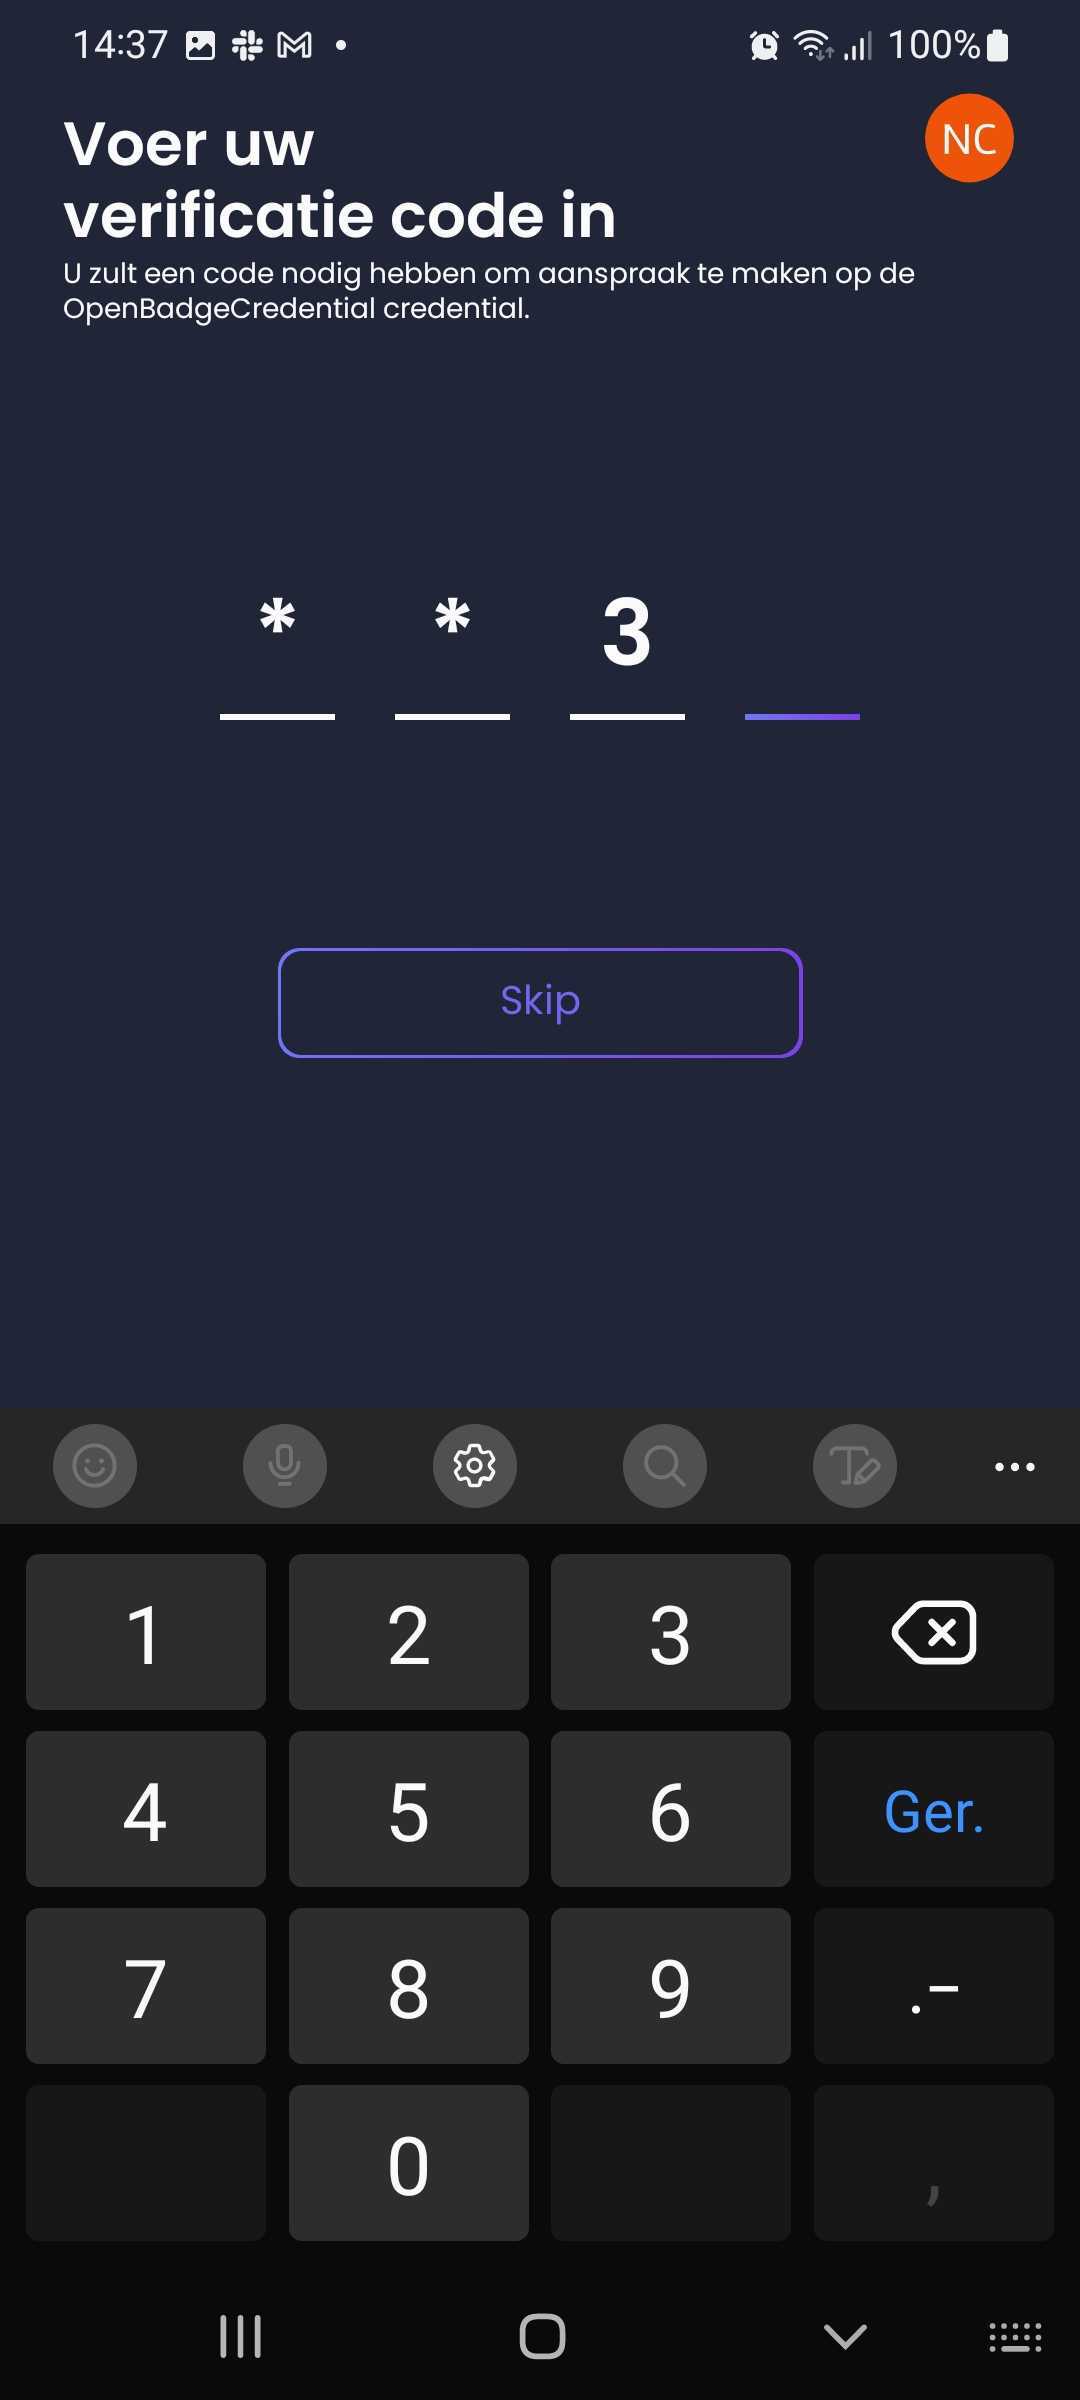 14:37
100%
NC
Voer uw
verificatie code in
U zult een code nodig hebben om aanspraak te maken op de
OpenBadgeCredential credential.
* * 3
Skip
1 2 3
4 5 6 Ger.
7 8 9 .-
0 ,